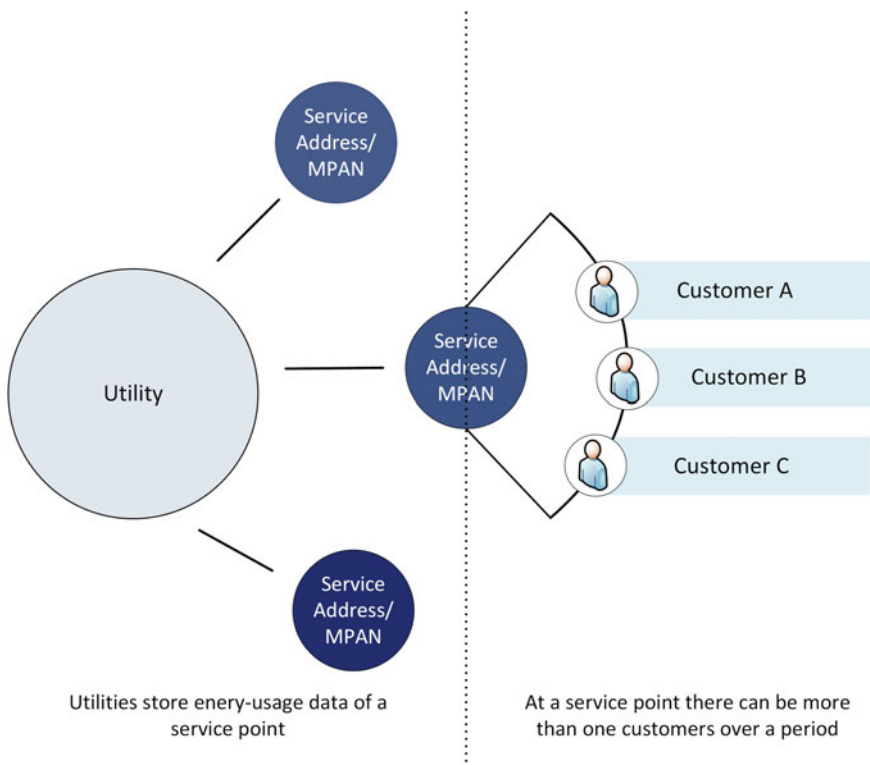 Service
Address/
MPAN
Utility
Service
Address/
MPAN
Service
Address/
MPAN
Customer A
Customer B
Customer C
Utilities store enery-usage data of a
service point
At a service point there can be more
than one customers over a period